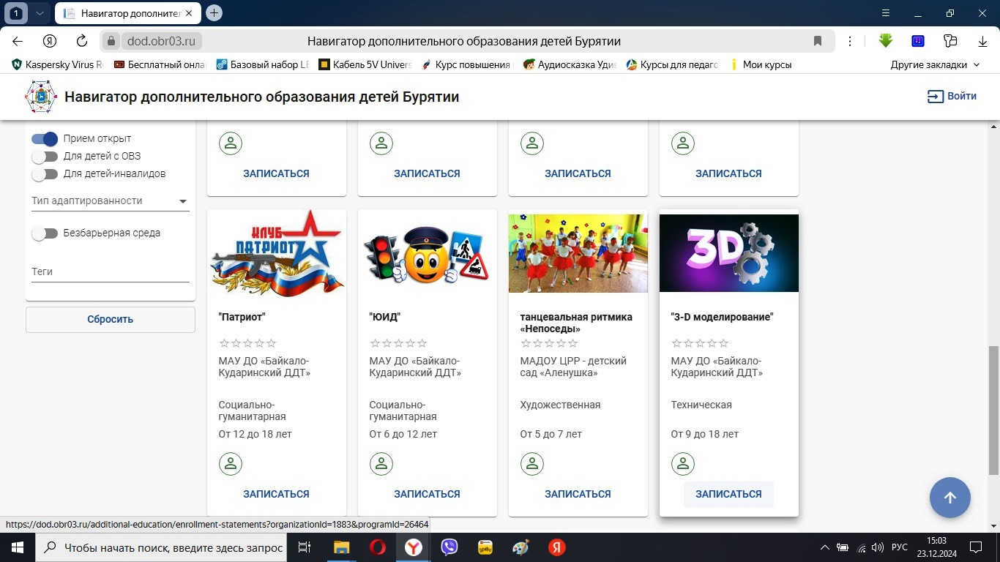 1
Навигатор дополнител
dod.obr03.ru
Навигатор дополнительного образования детей Бурятии
Kaspersky Virus R
Бесплатный онла
Базовый набор LE
Кабель 5V Univers
Курс повышения
Аудиосказка Уди
Курсы для педаго
Мои курсы
Другие закладки
Навигатор дополнительного образования детей Бурятии
Войти
Прием открыт
Для детей с ОВЗ
Для детей-инвалидов
Тип адаптированности
Безбарьерная среда
Теги
Сбросить
ЗАПИСАТЬСЯ
ЗАПИСАТЬСЯ
ЗАПИСАТЬСЯ
ЗАПИСАТЬСЯ
КЛУБ
ПАТРИОТ
"Патриот"
МАУ ДО «Байкало-
Кударинский ДДТ»
Социально-
гуманитарная
От 12 до 18 лет
ЗАПИСАТЬСЯ
"ЮИД"
МАУ ДО «Байкало-
Кударинский ДДТ»
Социально-
гуманитарная
От 6 до 12 лет
ЗАПИСАТЬСЯ
танцевальная ритмика
«Непоседы»
МАДОУ ЦРР - детский
сад «Аленушка»
Художественная
От 5 до 7 лет
ЗАПИСАТЬСЯ
3D
"3-D моделирование"
МАУ ДО «Байкало-
Кударинский ДДТ»
Техническая
От 9 до 18 лет
ЗАПИСАТЬСЯ
https://dod.obr03.ru/additional-education/enrollment-statements?organizationId=1883&programId=26464
Чтобы начать поиск, введите здесь запрос
РУС
15:03
23.12.2024